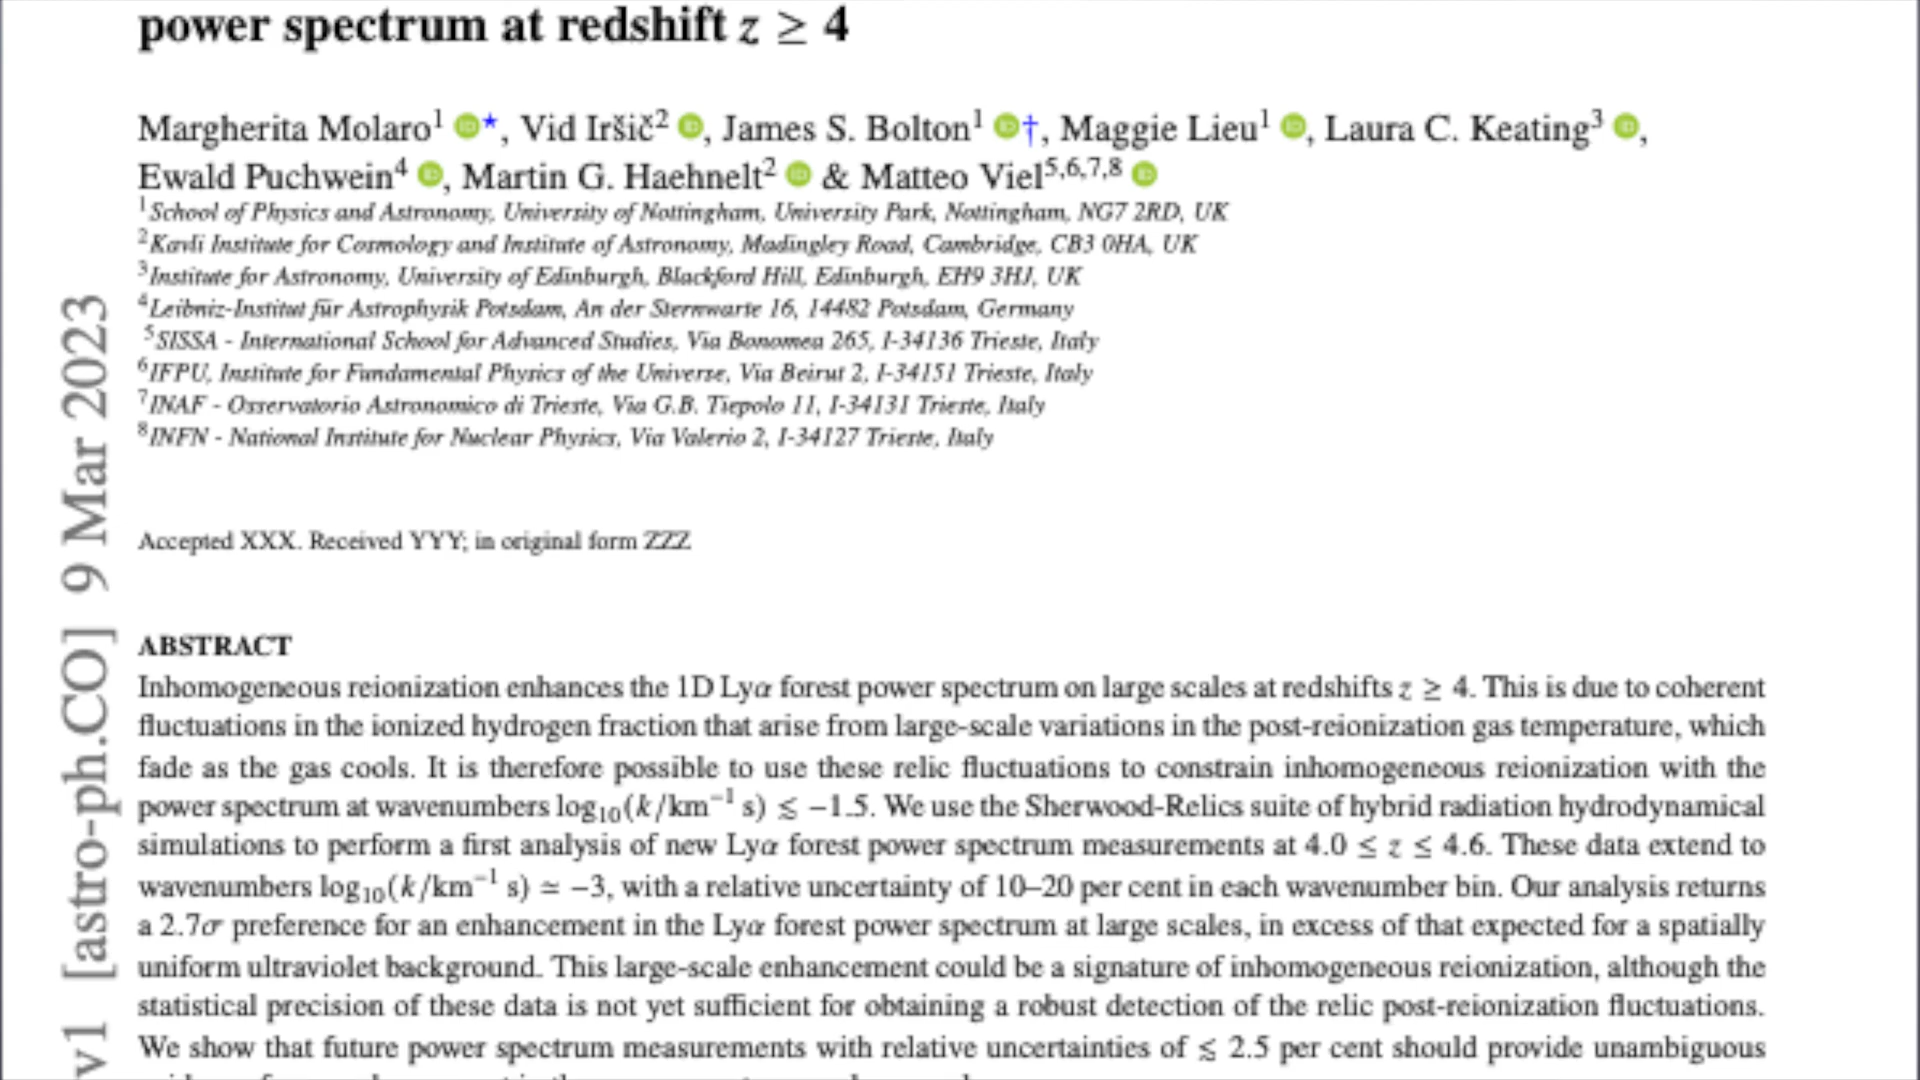 power spectrum at redshift z ≥ 4
Margherita Molaro¹ iD★, Vid Iršič² iD, James S. Bolton¹ iD†, Maggie Lieu¹ iD, Laura C. Keating³ iD,
Ewald Puchwein⁴ iD, Martin G. Haehnelt² iD & Matteo Viel⁵,⁶,⁷,⁸ iD
¹School of Physics and Astronomy, University of Nottingham, University Park, Nottingham, NG7 2RD, UK
²Kavli Institute for Cosmology and Institute of Astronomy, Madingley Road, Cambridge, CB3 0HA, UK
³Institute for Astronomy, University of Edinburgh, Blackford Hill, Edinburgh, EH9 3HJ, UK
⁴Leibniz-Institut für Astrophysik Potsdam, An der Sternwarte 16, 14482 Potsdam, Germany
⁵SISSA - International School for Advanced Studies, Via Bonomea 265, I-34136 Trieste, Italy
⁶IFPU, Institute for Fundamental Physics of the Universe, Via Beirut 2, I-34151 Trieste, Italy
⁷INAF - Osservatorio Astronomico di Trieste, Via G.B. Tiepolo 11, I-34131 Trieste, Italy
⁸INFN - National Institute for Nuclear Physics, Via Valerio 2, I-34127 Trieste, Italy
Accepted XXX. Received YYY; in original form ZZZ
ABSTRACT
Inhomogeneous reionization enhances the 1D Lyα forest power spectrum on large scales at redshifts z ≥ 4. This is due to coherent
fluctuations in the ionized hydrogen fraction that arise from large-scale variations in the post-reionization gas temperature, which
fade as the gas cools. It is therefore possible to use these relic fluctuations to constrain inhomogeneous reionization with the
power spectrum at wavenumbers log₁₀(k/km⁻¹ s) ≲ −1.5. We use the Sherwood-Relics suite of hybrid radiation hydrodynamical
simulations to perform a first analysis of new Lyα forest power spectrum measurements at 4.0 ≤ z ≤ 4.6. These data extend to
wavenumbers log₁₀(k/km⁻¹ s) ≃ −3, with a relative uncertainty of 10–20 per cent in each wavenumber bin. Our analysis returns
a 2.7σ preference for an enhancement in the Lyα forest power spectrum at large scales, in excess of that expected for a spatially
uniform ultraviolet background. This large-scale enhancement could be a signature of inhomogeneous reionization, although the
statistical precision of these data is not yet sufficient for obtaining a robust detection of the relic post-reionization fluctuations.
We show that future power spectrum measurements with relative uncertainties of ≲ 2.5 per cent should provide unambiguous
v1 [astro-ph.CO] 9 Mar 2023